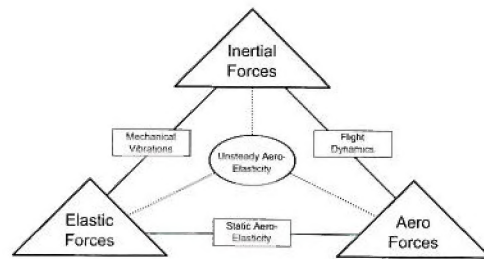 Inertial
Forces
Mechanical
Vibrations
Flight
Dynamics
Unsteady Aero-
Elasticity
Elastic
Forces
Static Aero-
Elasticity
Aero
Forces